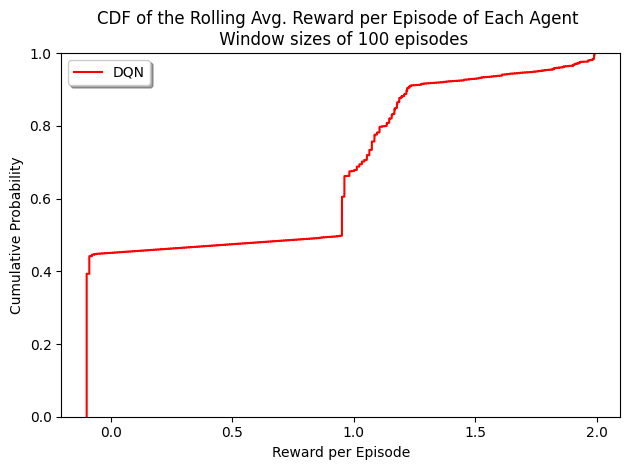 CDF of the Rolling Avg. Reward per Episode of Each Agent
Window sizes of 100 episodes
DQN
1.0
0.8
0.6
0.4
0.2
0.0
Cumulative Probability
0.0 0.5 1.0 1.5 2.0
Reward per Episode